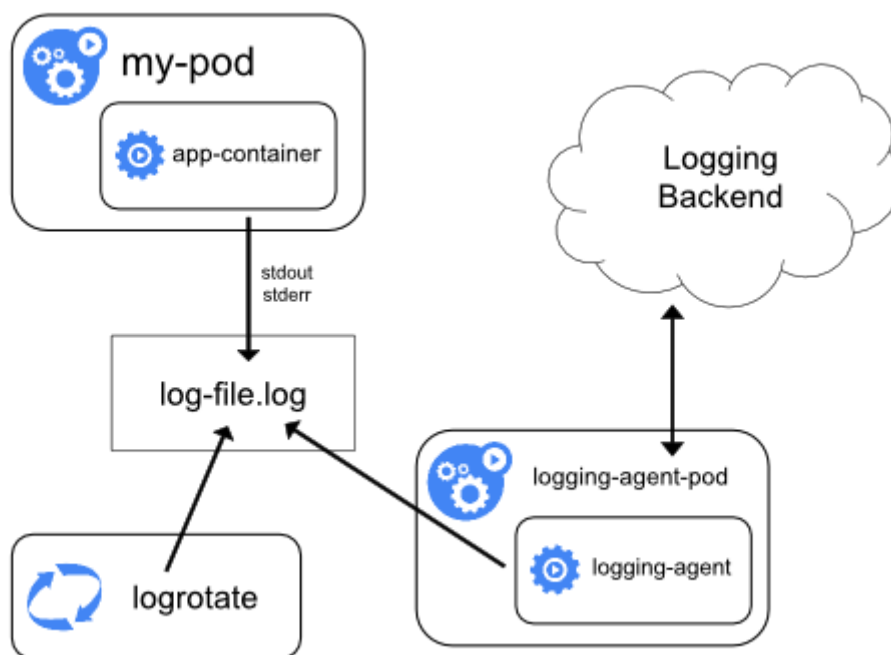 my-pod
app-container
Logging
Backend
stdout
stderr
log-file.log
logging-agent-pod
logging-agent
logrotate